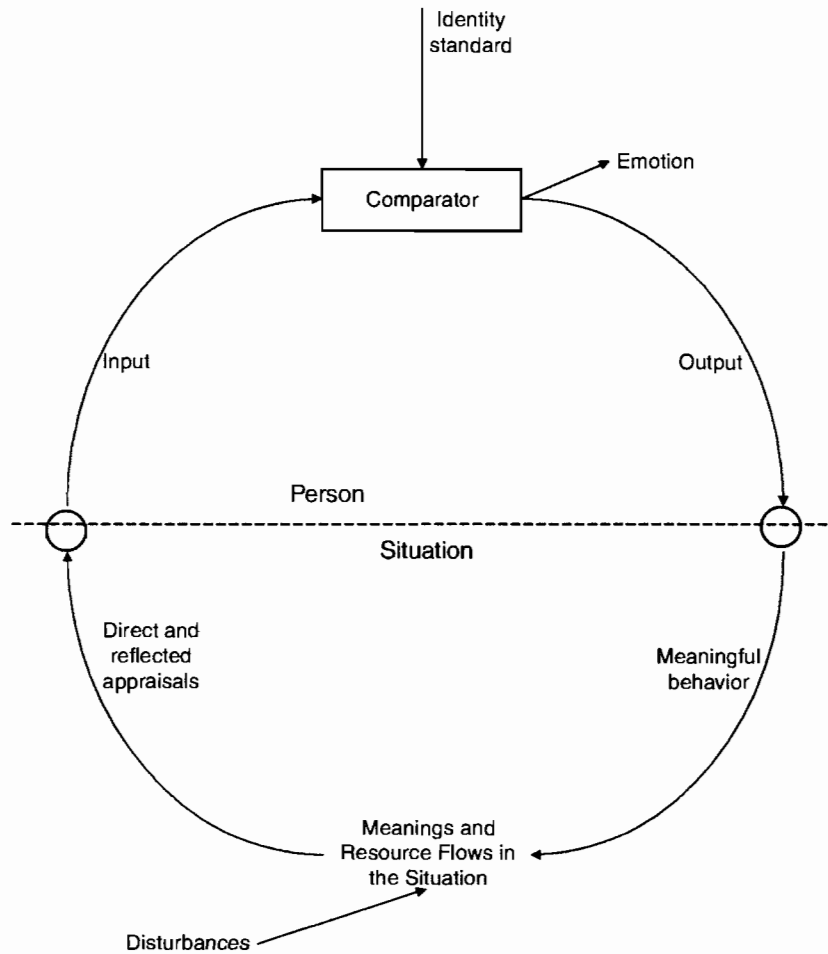 Identity
standard
Emotion
Comparator
Input
Output
Person
Situation
Direct and
reflected
appraisals
Meaningful
behavior
Meanings and
Resource Flows in
the Situation
Disturbances